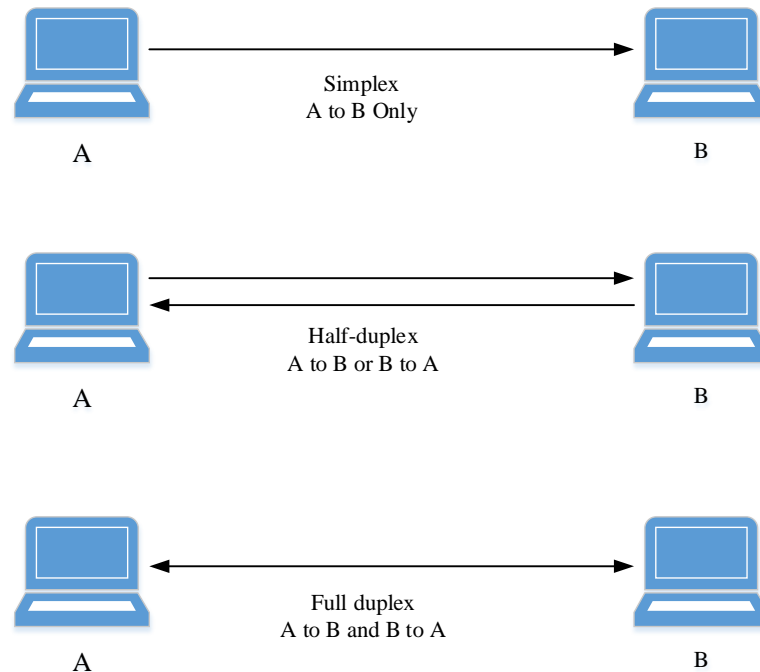 Simplex
A to B Only
A
B
Half-duplex
A to B or B to A
A
B
Full duplex
A to B and B to A
A
B